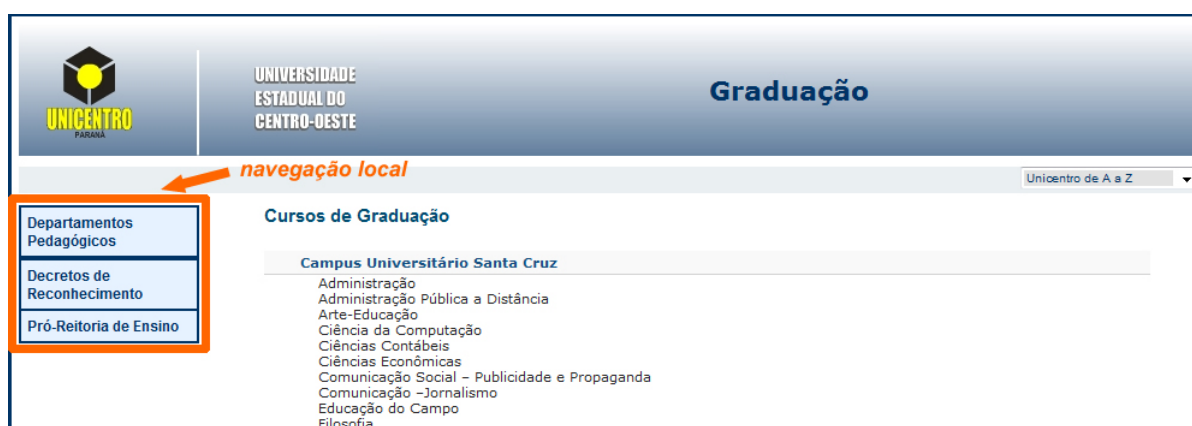 UNICENTRO
PARANÁ
UNIVERSIDADE
ESTADUAL DO
CENTRO-OESTE
Graduação
navegação local
Unicentro de A a Z
Departamentos
Pedagógicos
Decretos de
Reconhecimento
Pró-Reitoria de Ensino
Cursos de Graduação
Campus Universitário Santa Cruz
Administração
Administração Pública a Distância
Arte-Educação
Ciência da Computação
Ciências Contábeis
Ciências Econômicas
Comunicação Social – Publicidade e Propaganda
Comunicação –Jornalismo
Educação do Campo
Filosofia